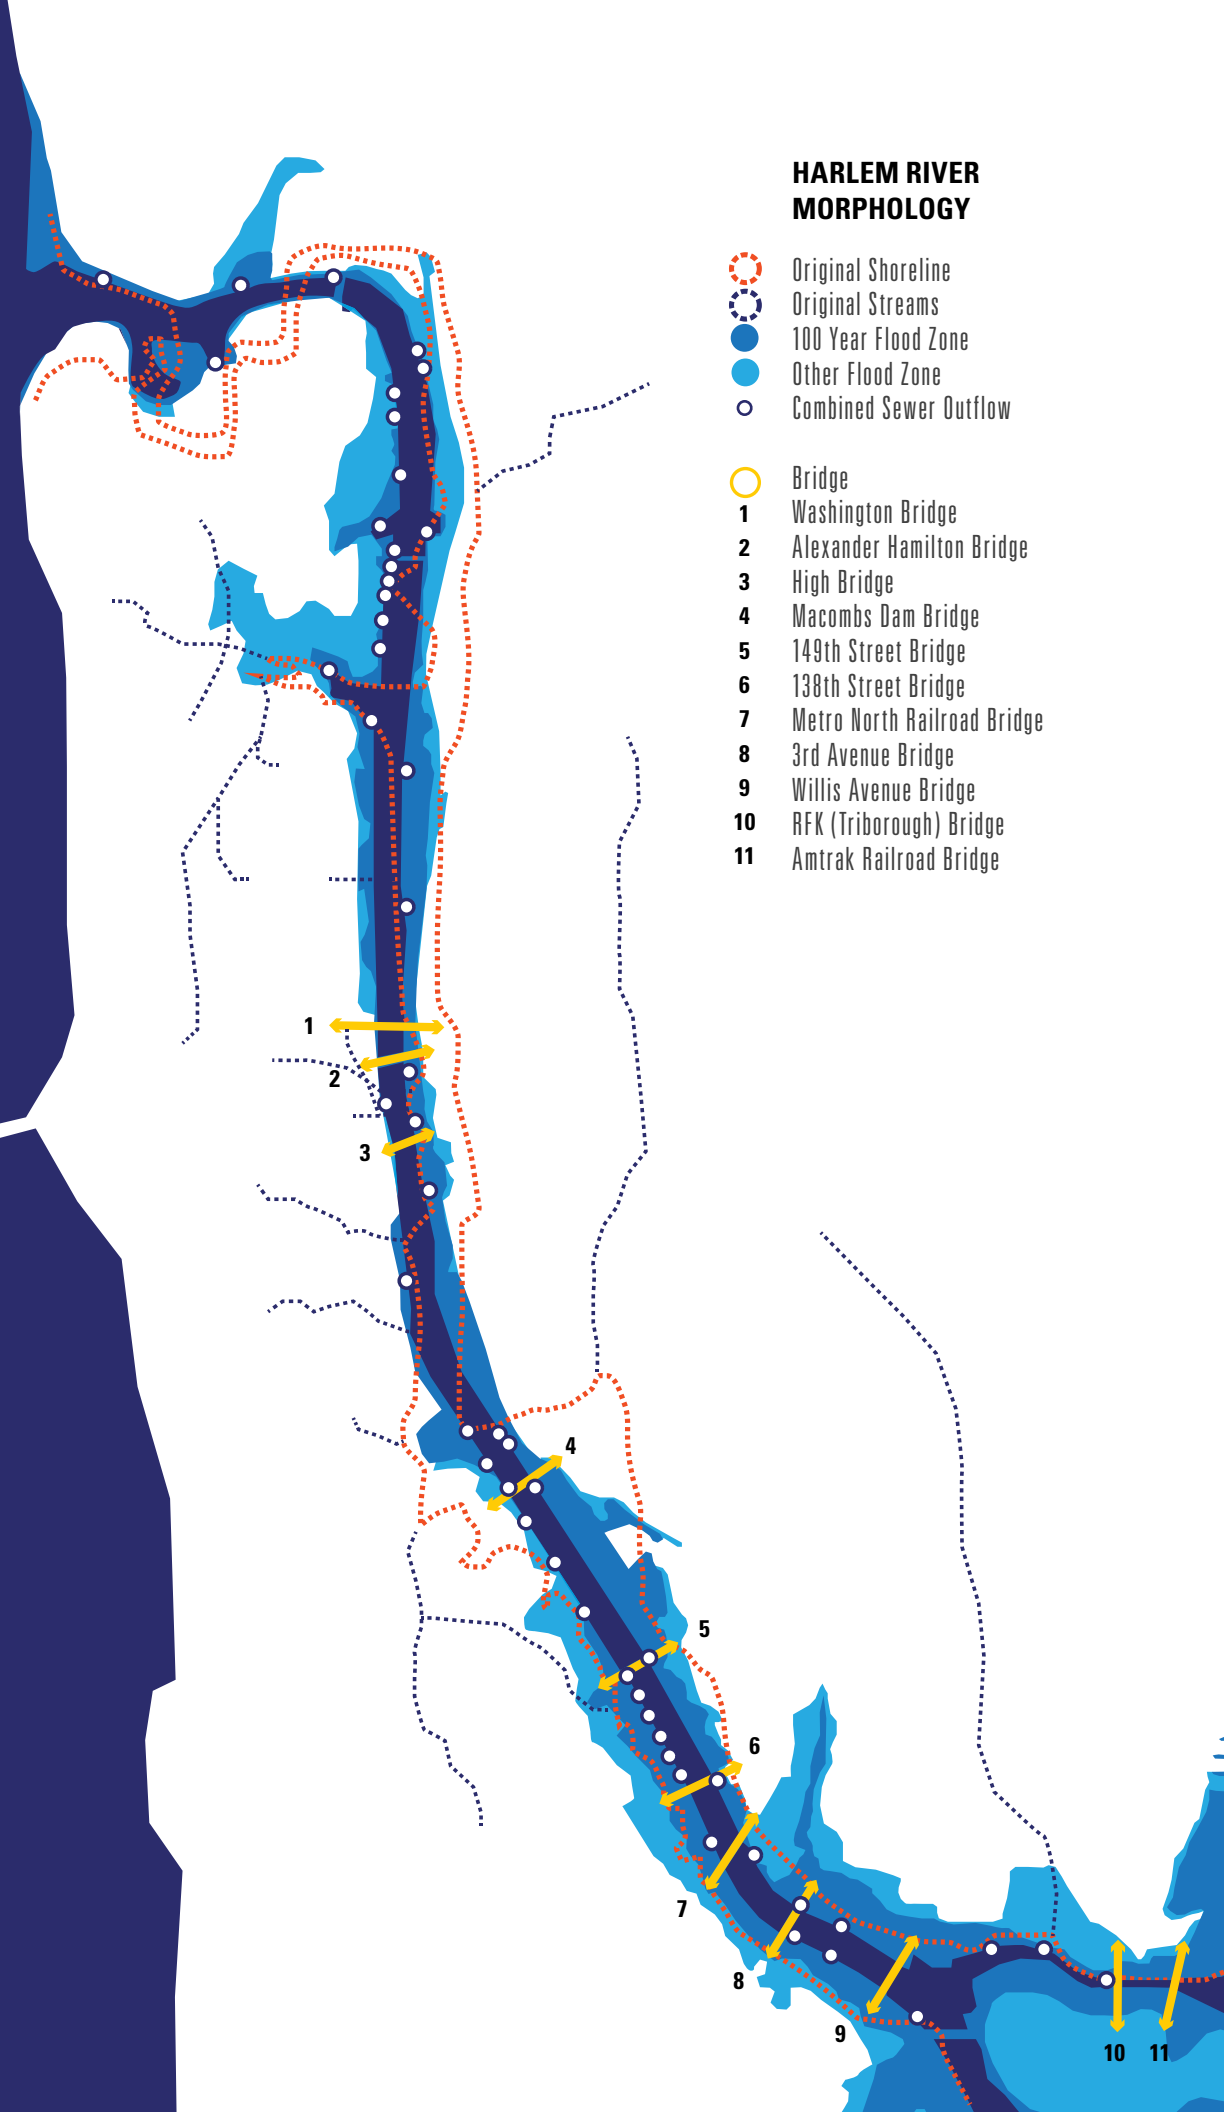 HARLEM RIVER
MORPHOLOGY
Original Shoreline
Original Streams
100 Year Flood Zone
Other Flood Zone
Combined Sewer Outflow
Bridge
1 Washington Bridge
2 Alexander Hamilton Bridge
3 High Bridge
4 Macombs Dam Bridge
5 149th Street Bridge
6 138th Street Bridge
7 Metro North Railroad Bridge
8 3rd Avenue Bridge
9 Willis Avenue Bridge
10 RFK (Triborough) Bridge
11 Amtrak Railroad Bridge
1
2
3
4
5
6
7
8
9
10 11